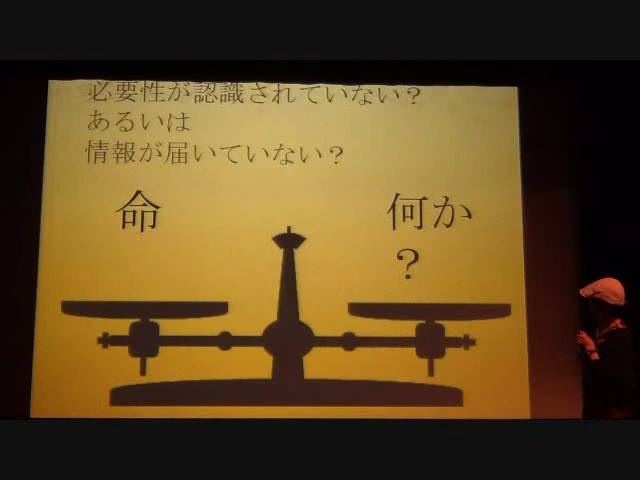 必要性が認識されていない？
あるいは
情報が届いていない？
命
何か
？